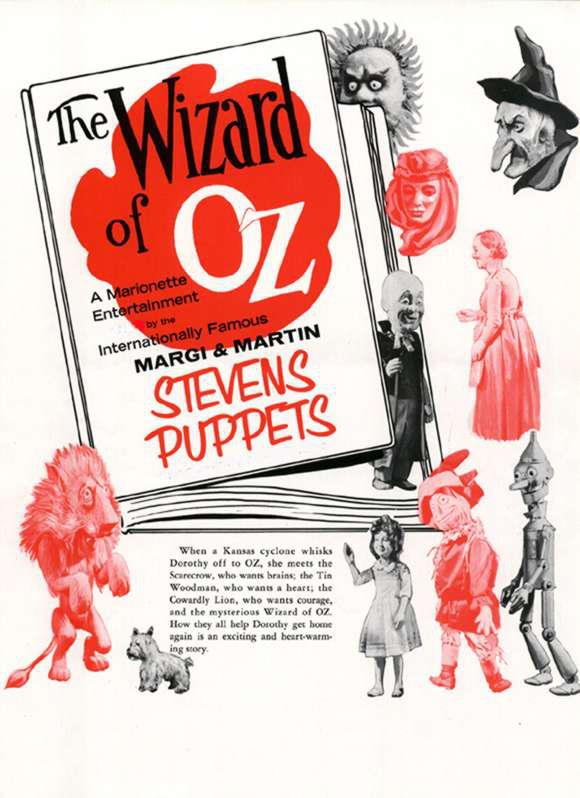 The Wizard
of OZ
A Marionette
Entertainment
by the
Internationally Famous
MARGI & MARTIN
STEVENS
PUPPETS
When a Kansas cyclone whisks
Dorothy off to OZ, she meets the
Scarecrow, who wants brains; the Tin
Woodman, who wants a heart; the
Cowardly Lion, who wants courage,
and the mysterious Wizard of OZ.
How they all help Dorothy get home
again is an exciting and heart-warm-
ing story.